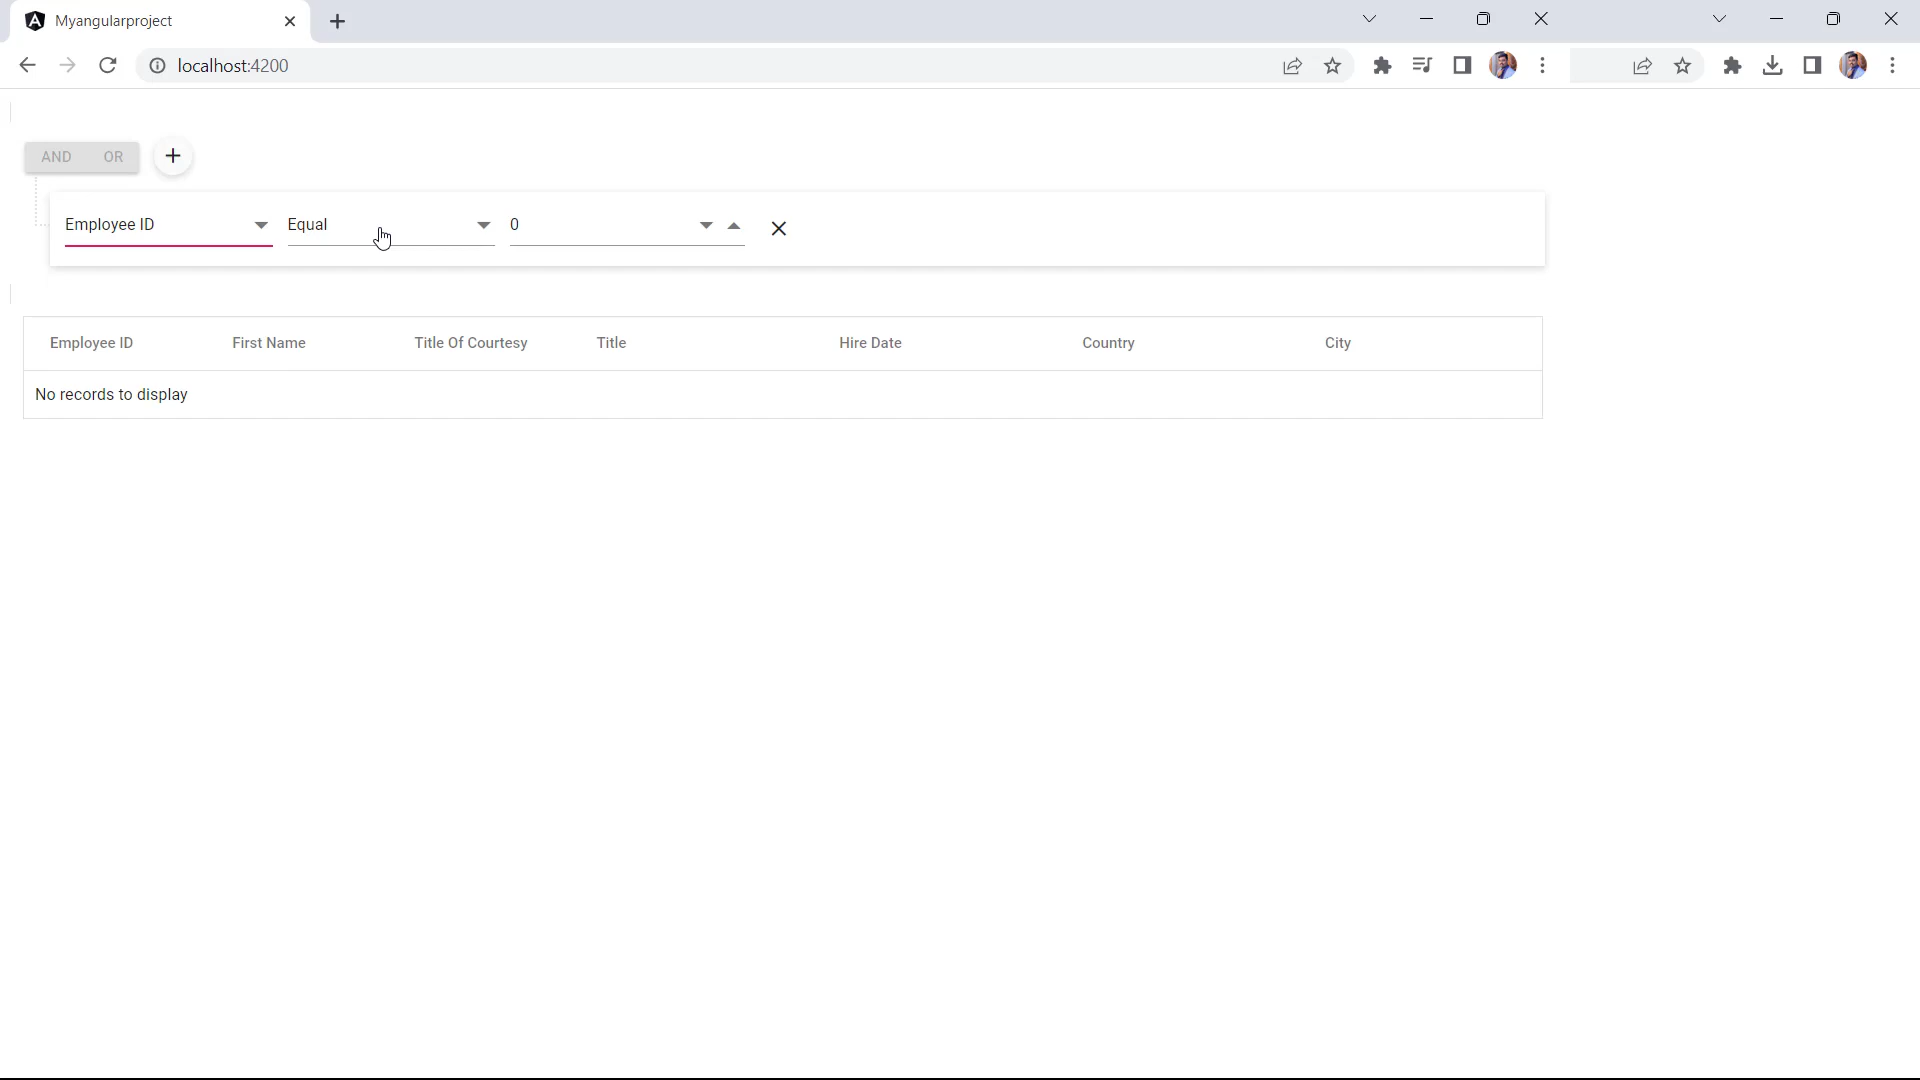 Myangularproject
localhost:4200
AND OR
Employee ID Equal 0
Employee ID First Name Title Of Courtesy Title Hire Date Country City
No records to display